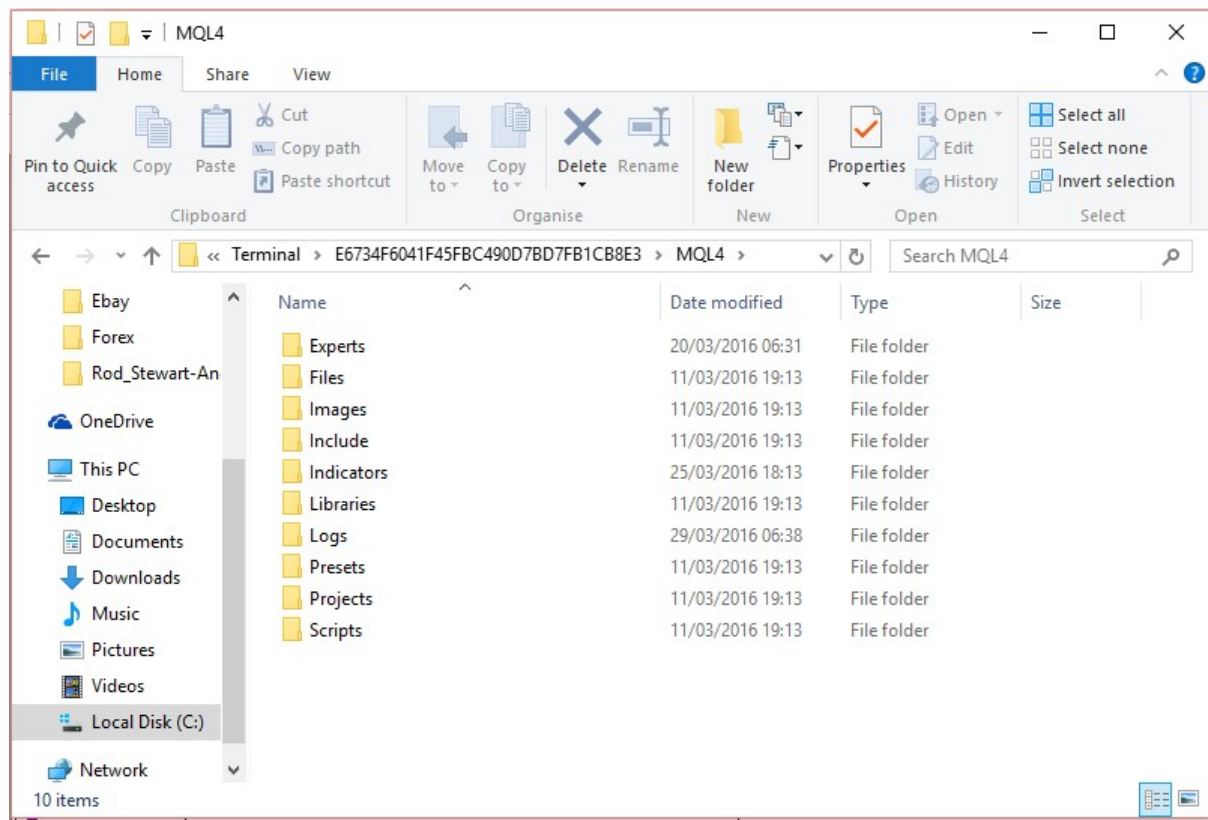 MQL4
File Home Share View
Pin to Quick access
Copy
Paste
Cut
Copy path
Paste shortcut
Clipboard
Move to
Copy to
Delete
Rename
Organise
New folder
New
Properties
Open
Edit
History
Open
Select all
Select none
Invert selection
Select
« Terminal > E6734F6041F45FBC490D7BD7FB1CB8E3 > MQL4 >
Search MQL4
Ebay
Forex
Rod_Stewart-An
OneDrive
This PC
Desktop
Documents
Downloads
Music
Pictures
Videos
Local Disk (C:)
Network
Name Date modified Type Size
Experts 20/03/2016 06:31 File folder
Files 11/03/2016 19:13 File folder
Images 11/03/2016 19:13 File folder
Include 11/03/2016 19:13 File folder
Indicators 25/03/2016 18:13 File folder
Libraries 11/03/2016 19:13 File folder
Logs 29/03/2016 06:38 File folder
Presets 11/03/2016 19:13 File folder
Projects 11/03/2016 19:13 File folder
Scripts 11/03/2016 19:13 File folder
10 items